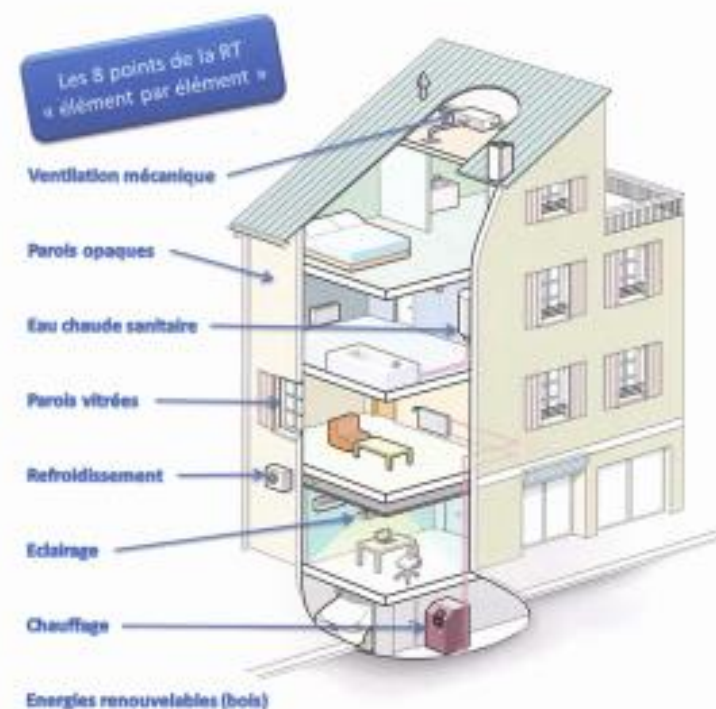 Les 8 points de la RT
« élément par élément »
Ventilation mécanique
Parois opaques
Eau chaude sanitaire
Parois vitrées
Refroidissement
Eclairage
Chauffage
Energies renouvelables (bois)